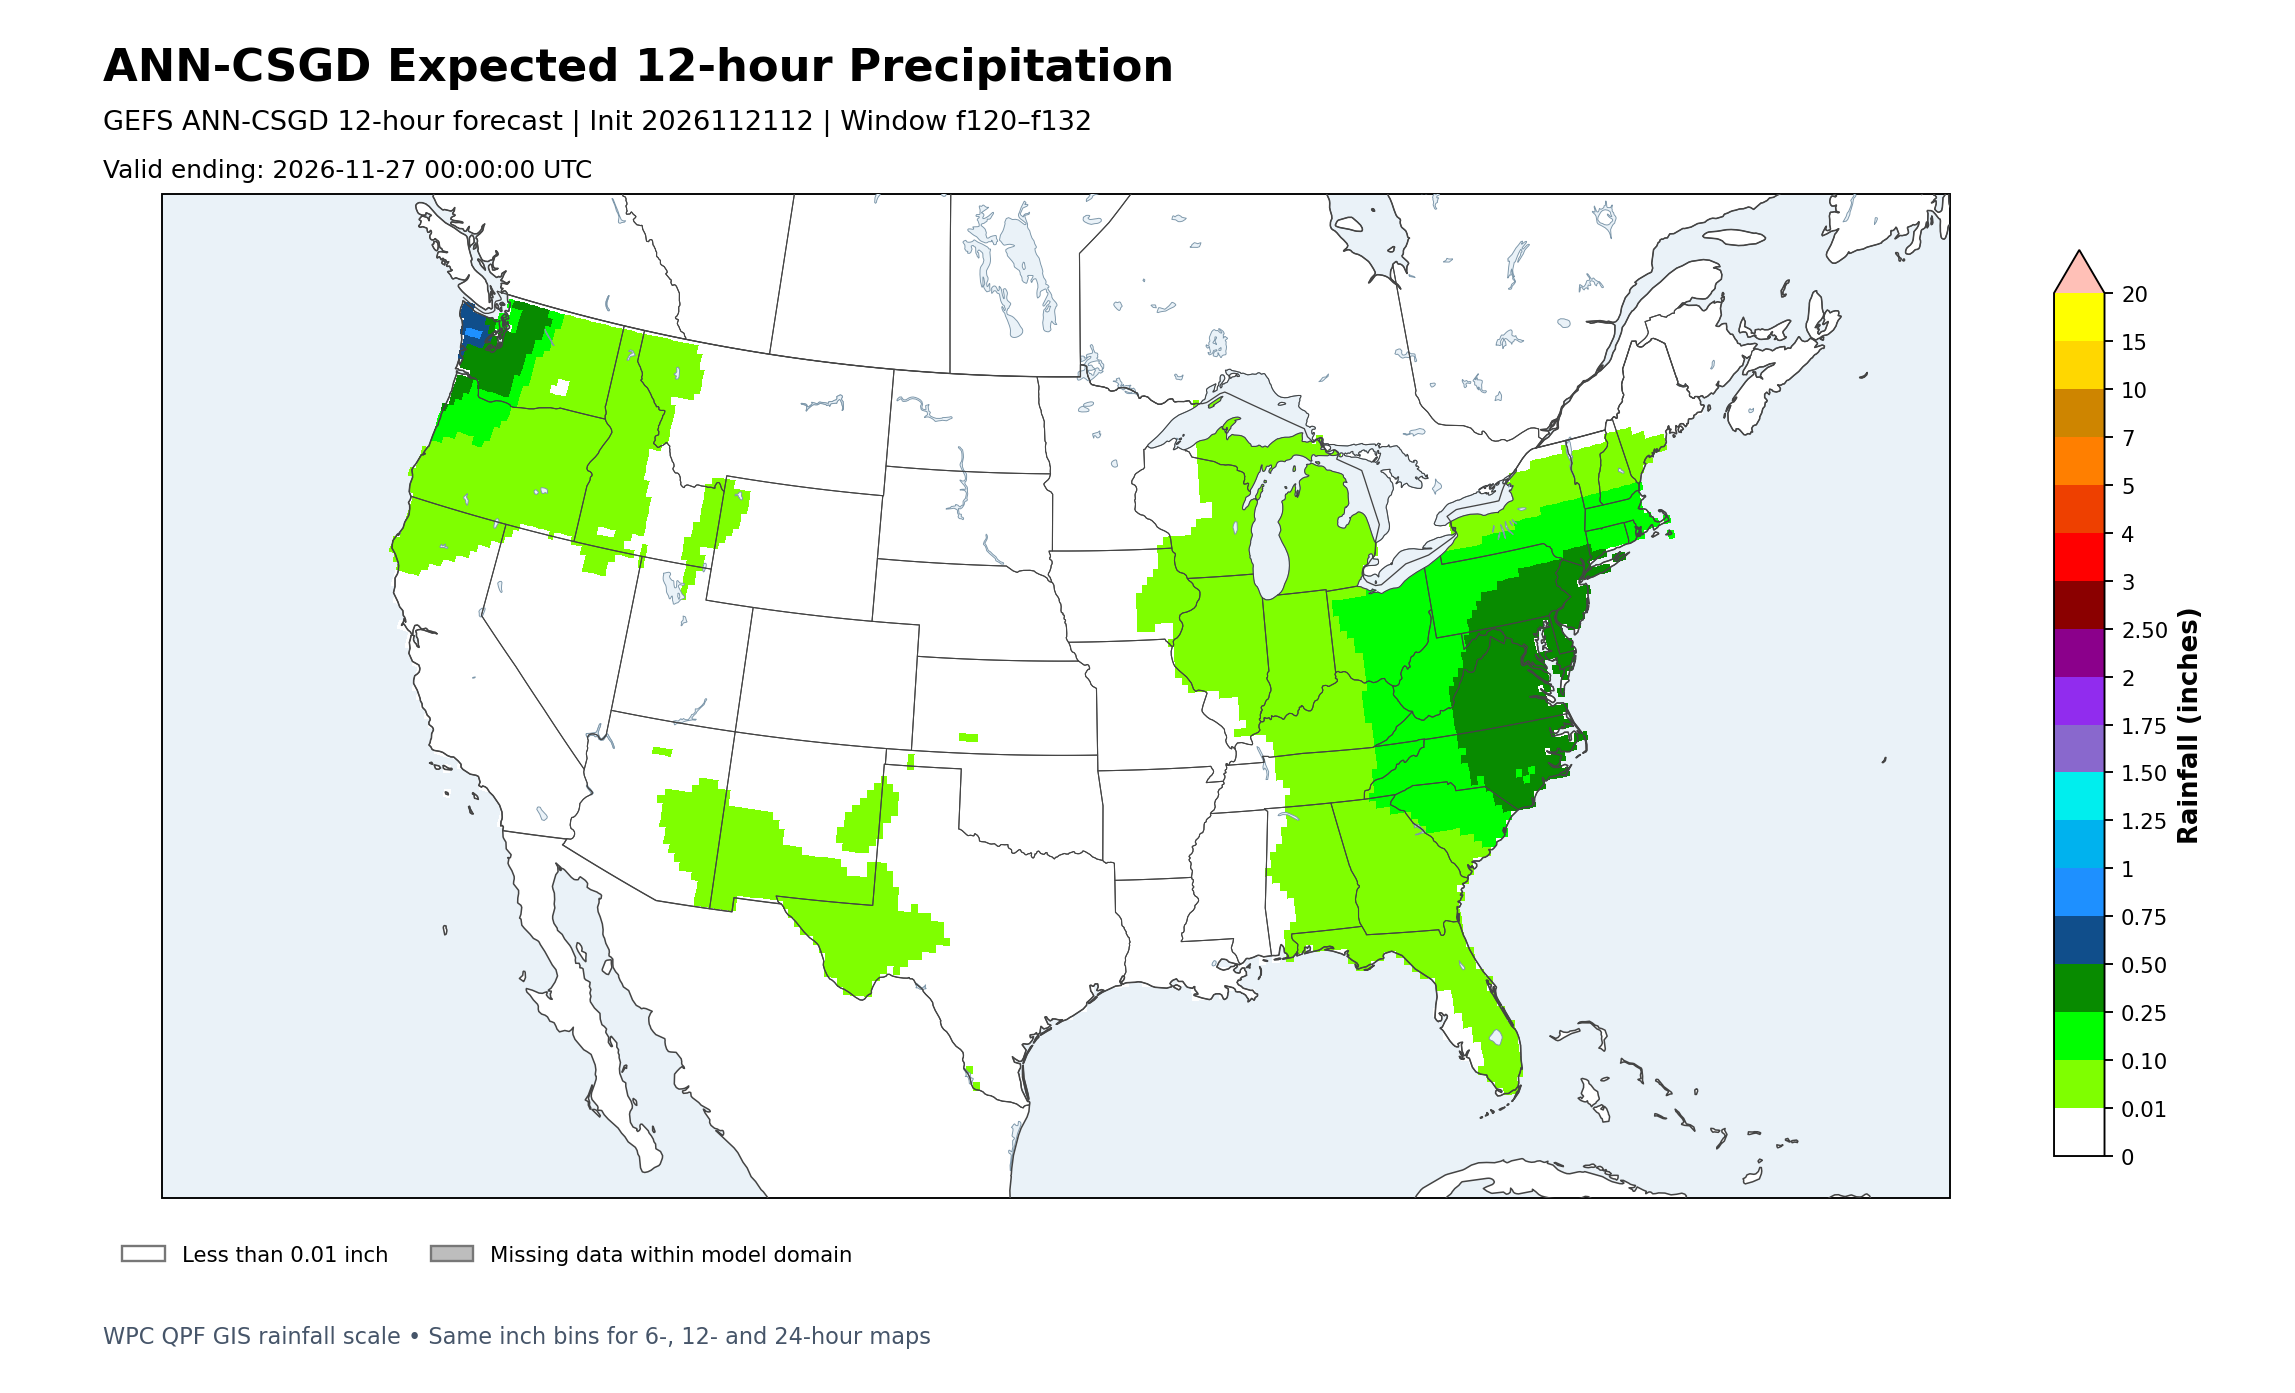 ANN-CSGD Expected 12-hour Precipitation
GEFS ANN-CSGD 12-hour forecast | Init 2026112112 | Window f120–f132
Valid ending: 2026-11-27 00:00:00 UTC
20
15
10
7
5
4
3
2.50
2
1.75
1.50
1.25
1
0.75
0.50
0.25
0.10
0.01
0
Rainfall (inches)
Less than 0.01 inch
Missing data within model domain
WPC QPF GIS rainfall scale • Same inch bins for 6-, 12- and 24-hour maps